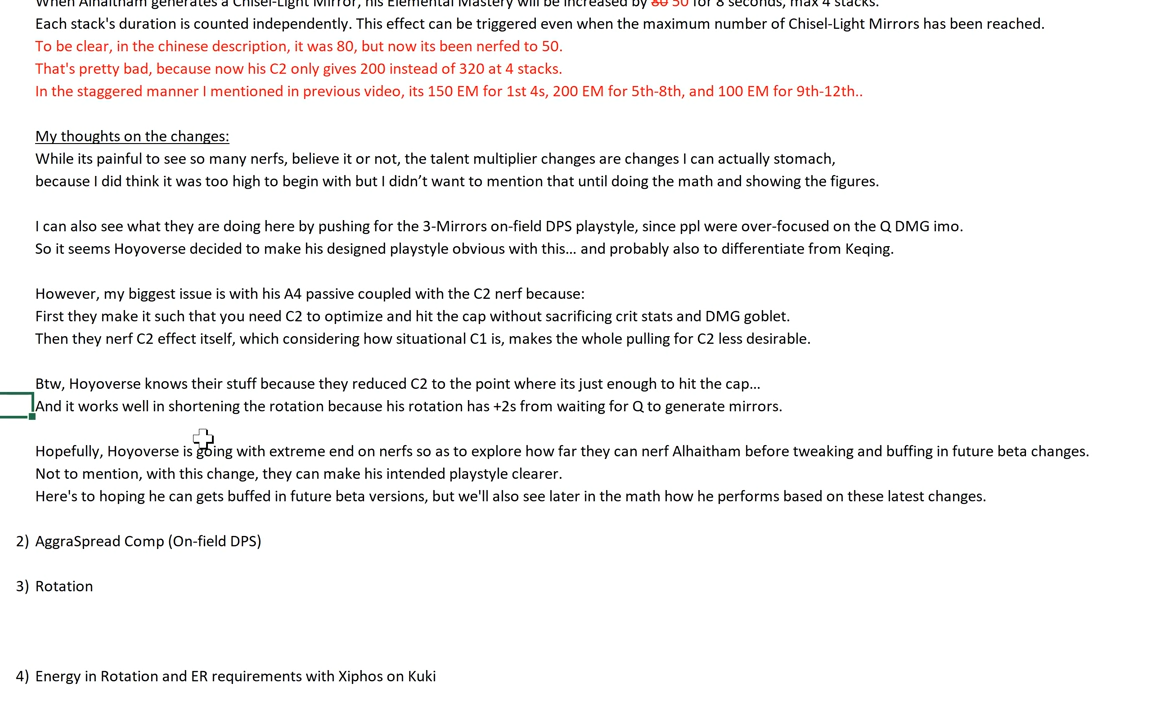 When Alhaitham generates a Chisel-Light Mirror, his Elemental Mastery will be increased by 80 50 for 8 seconds, max 4 stacks.
Each stack's duration is counted independently. This effect can be triggered even when the maximum number of Chisel-Light Mirrors has been reached.
To be clear, in the chinese description, it was 80, but now its been nerfed to 50.
That's pretty bad, because now his C2 only gives 200 instead of 320 at 4 stacks.
In the staggered manner I mentioned in previous video, its 150 EM for 1st 4s, 200 EM for 5th-8th, and 100 EM for 9th-12th..
My thoughts on the changes:
While its painful to see so many nerfs, believe it or not, the talent multiplier changes are changes I can actually stomach,
because I did think it was too high to begin with but I didn’t want to mention that until doing the math and showing the figures.
I can also see what they are doing here by pushing for the 3-Mirrors on-field DPS playstyle, since ppl were over-focused on the Q DMG imo.
So it seems Hoyoverse decided to make his designed playstyle obvious with this... and probably also to differentiate from Keqing.
However, my biggest issue is with his A4 passive coupled with the C2 nerf because:
First they make it such that you need C2 to optimize and hit the cap without sacrificing crit stats and DMG goblet.
Then they nerf C2 effect itself, which considering how situational C1 is, makes the whole pulling for C2 less desirable.
Btw, Hoyoverse knows their stuff because they reduced C2 to the point where its just enough to hit the cap...
And it works well in shortening the rotation because his rotation has +2s from waiting for Q to generate mirrors.
Hopefully, Hoyoverse is going with extreme end on nerfs so as to explore how far they can nerf Alhaitham before tweaking and buffing in future beta changes.
Not to mention, with this change, they can make his intended playstyle clearer.
Here's to hoping he can gets buffed in future beta versions, but we'll also see later in the math how he performs based on these latest changes.
2) AggraSpread Comp (On-field DPS)
3) Rotation
4) Energy in Rotation and ER requirements with Xiphos on Kuki